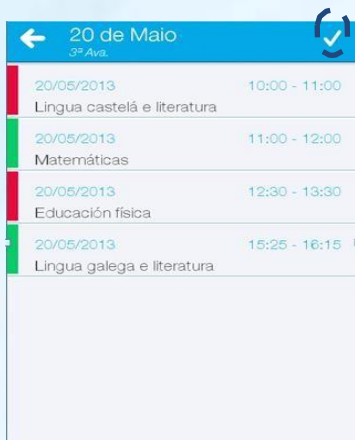 20 de Maio
3ª Ava.
20/05/2013 10:00 - 11:00
Lingua castelá e literatura
20/05/2013 11:00 - 12:00
Matemáticas
20/05/2013 12:30 - 13:30
Educación física
20/05/2013 15:25 - 16:15
Lingua galega e literatura